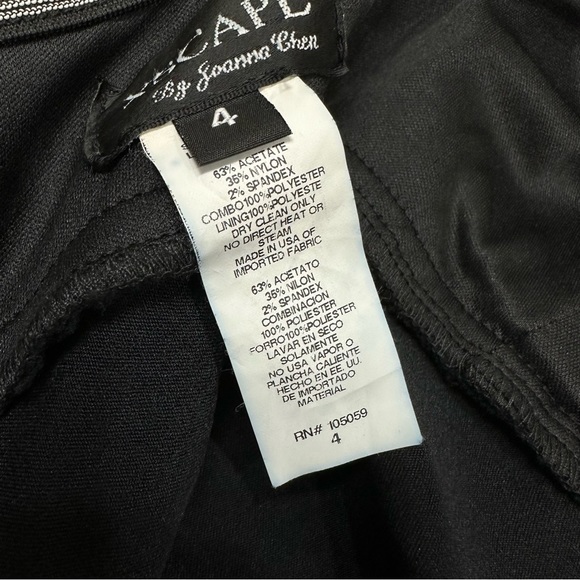 By Joanna Chen
4
63% ACETATE
35% NYLON
2% SPANDEX
COMBO100%POLYESTER
LINING100%POLYESTE
DRY CLEAN ONLY
NO DIRECT HEAT OR
STEAM
MADE IN USA OF
IMPORTED FABRIC
63% ACETATO
35% NILON
2% SPANDEX
COMBINACION
100% POLIESTER
FORRO100%POLIESTER
LAVAR EN SECO
SOLAMENTE
NO USA VAPOR O
PLANCHA CALIENTE
HECHO EN EE. UU.
DE IMPORTADO
MATERIAL
RN# 105059
4